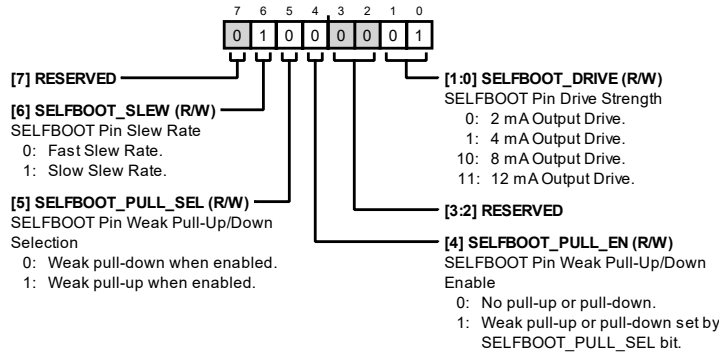 7 6 5 4 3 2 1 0
0 1 0 0 0 0 0 1
[7] RESERVED
[6] SELFBOOT_SLEW (R/W)
SELFBOOT Pin Slew Rate
0: Fast Slew Rate.
1: Slow Slew Rate.
[5] SELFBOOT_PULL_SEL (R/W)
SELFBOOT Pin Weak Pull-Up/Down
Selection
0: Weak pull-down when enabled.
1: Weak pull-up when enabled.
[1:0] SELFBOOT_DRIVE (R/W)
SELFBOOT Pin Drive Strength
0: 2 mA Output Drive.
1: 4 mA Output Drive.
10: 8 mA Output Drive.
11: 12 mA Output Drive.
[3:2] RESERVED
[4] SELFBOOT_PULL_EN (R/W)
SELFBOOT Pin Weak Pull-Up/Down
Enable
0: No pull-up or pull-down.
1: Weak pull-up or pull-down set by
SELFBOOT_PULL_SEL bit.